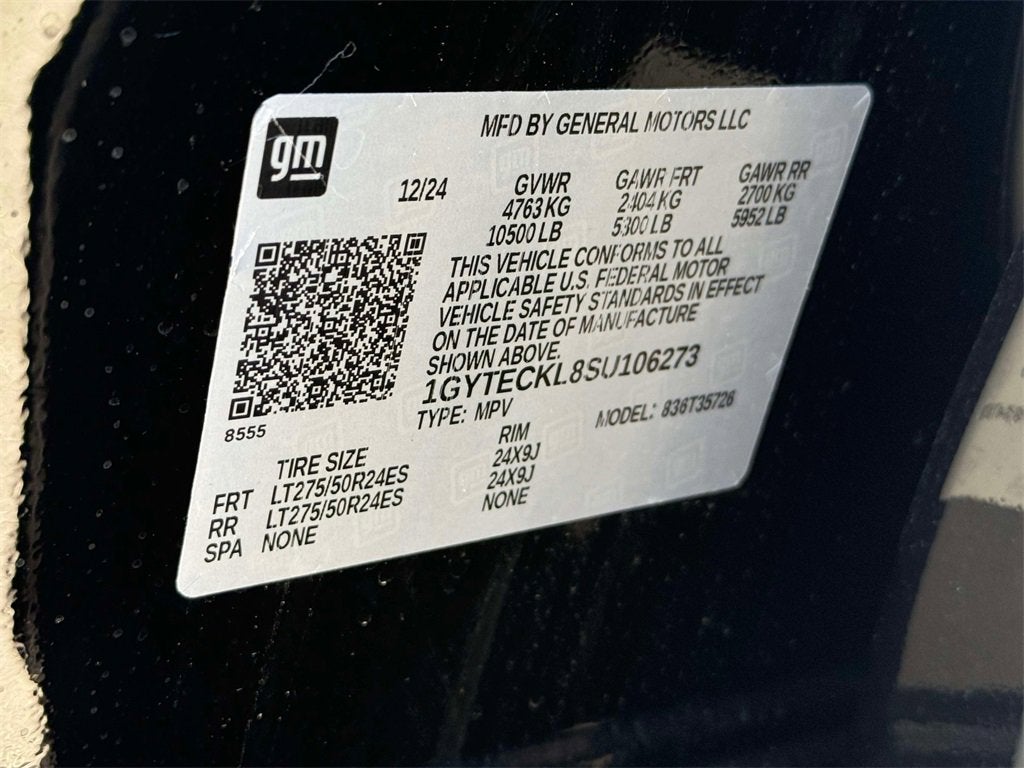 gm
MFD BY GENERAL MOTORS LLC
12/24 GVWR GAWR FRT GAWR RR
4763 KG 2404 KG 2700 KG
10500 LB 5300 LB 5952 LB
THIS VEHICLE CONFORMS TO ALL
APPLICABLE U.S. FEDERAL MOTOR
VEHICLE SAFETY STANDARDS IN EFFECT
ON THE DATE OF MANUFACTURE
SHOWN ABOVE.
1GYTECKL8SU106273
TYPE: MPV MODEL: 836T35726
8555
TIRE SIZE RIM
FRT LT275/50R24ES 24X9J
RR LT275/50R24ES 24X9J
SPA NONE NONE